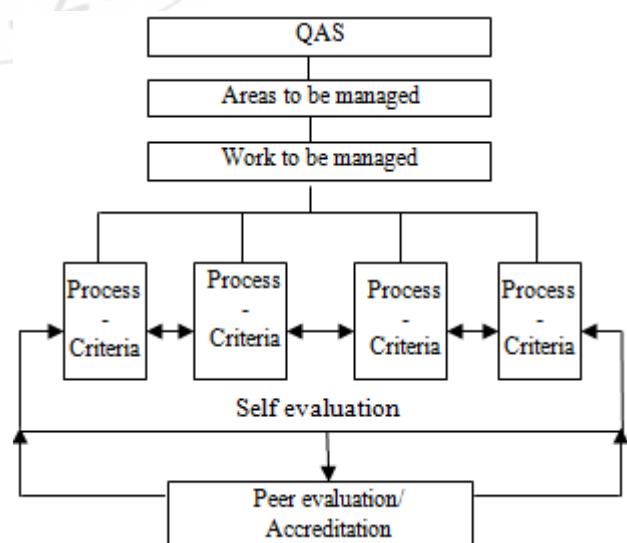 QAS
Areas to be managed
Work to be managed
Process
-
Criteria
Process
-
Criteria
Process
-
Criteria
Process
-
Criteria
Self evaluation
Peer evaluation/
Accreditation